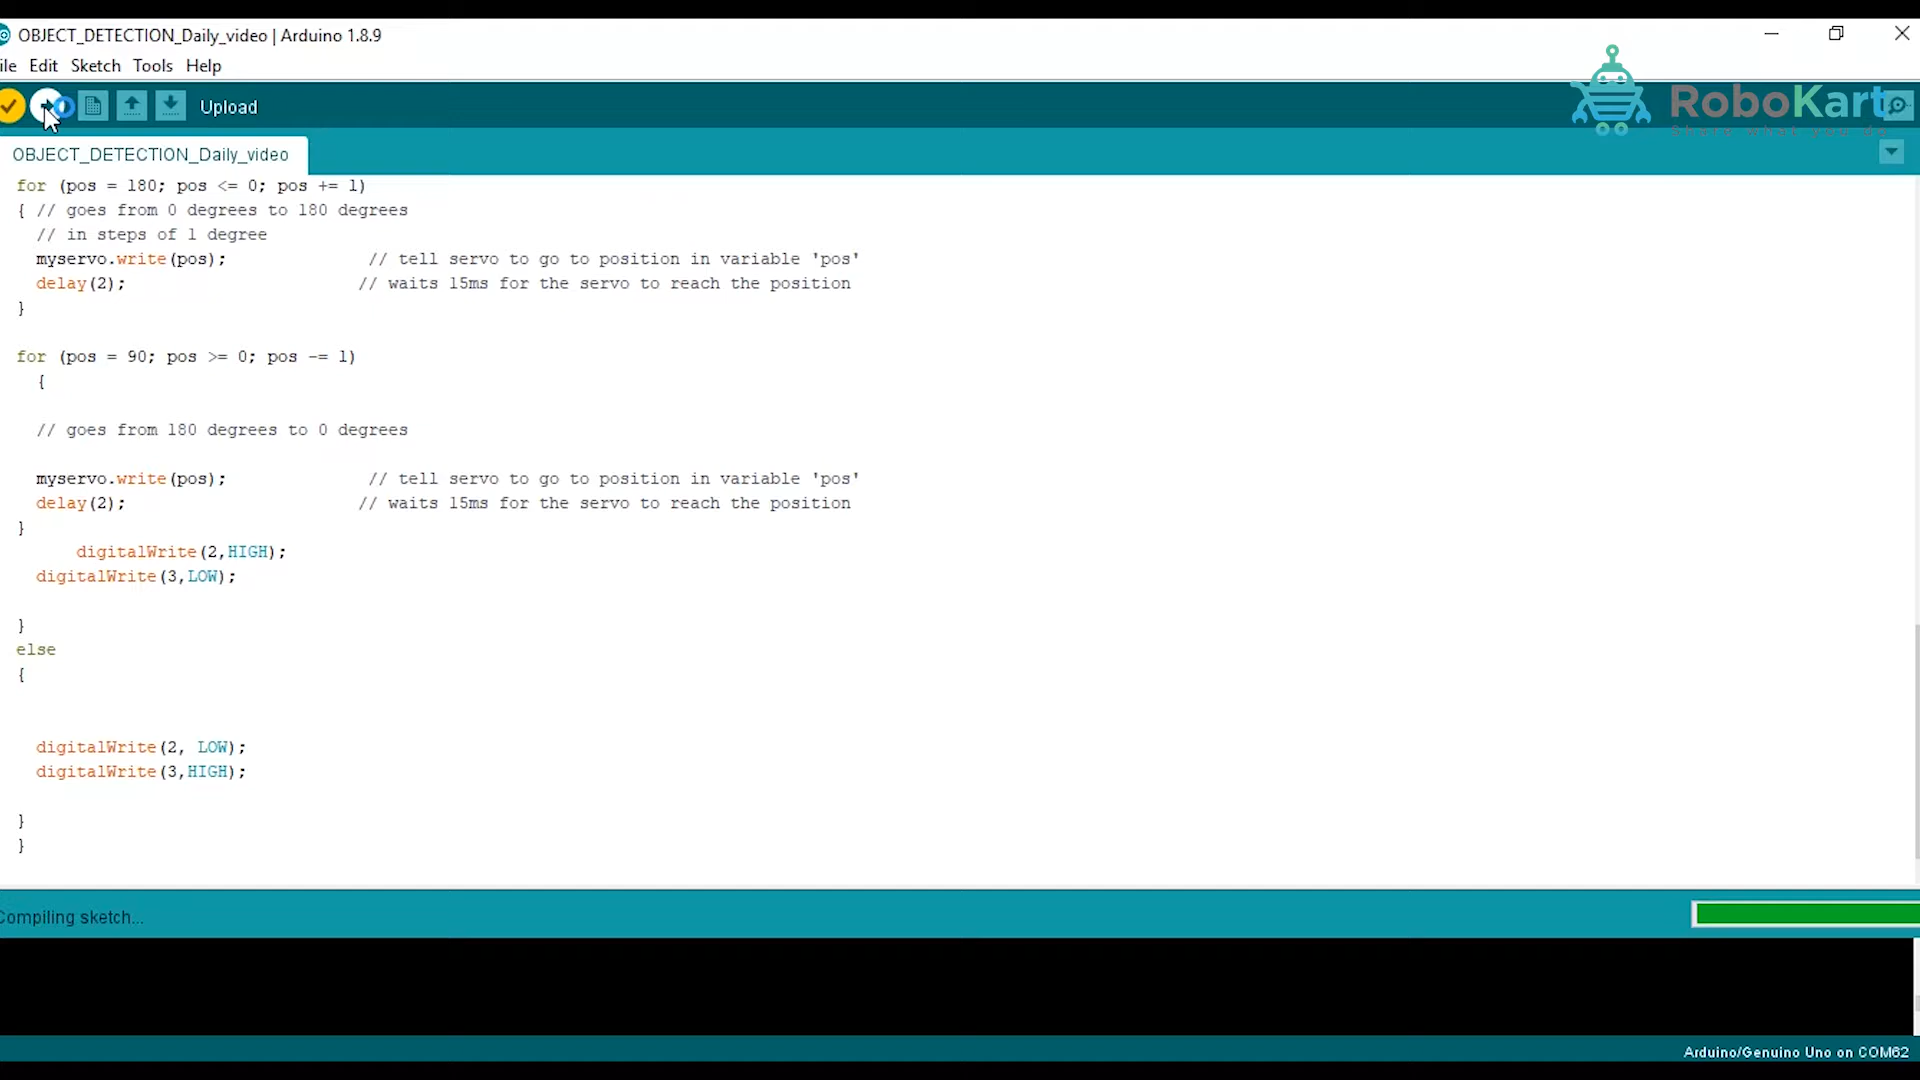 OBJECT_DETECTION_Daily_video | Arduino 1.8.9
ile Edit Sketch Tools Help
Upload
RoboKart
Share what you do
OBJECT_DETECTION_Daily_video
for (pos = 180; pos <= 0; pos += 1)
{ // goes from 0 degrees to 180 degrees
// in steps of 1 degree
myservo.write(pos); // tell servo to go to position in variable 'pos'
delay(2); // waits 15ms for the servo to reach the position
}
for (pos = 90; pos >= 0; pos -= 1)
{
// goes from 180 degrees to 0 degrees
myservo.write(pos); // tell servo to go to position in variable 'pos'
delay(2); // waits 15ms for the servo to reach the position
}
digitalWrite(2,HIGH);
digitalWrite(3,LOW);
}
else
{
digitalWrite(2, LOW);
digitalWrite(3,HIGH);
}
}
Compiling sketch...
Arduino/Genuino Uno on COM62